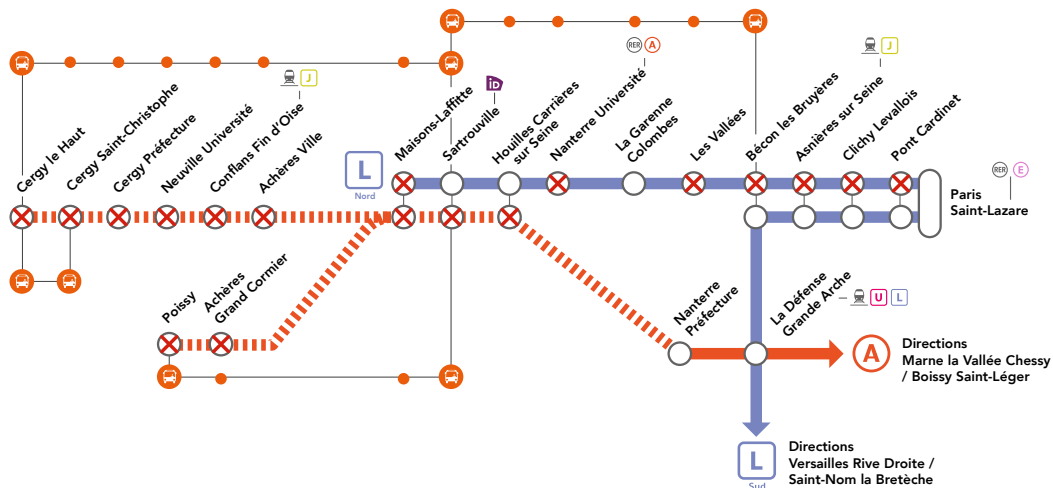 Cergy le Haut
Cergy Saint-Christophe
Cergy Préfecture
Neuville Université
Conflans Fin d'Oise
J
Achères Ville
L
Nord
Maisons-Laffitte
Sartrouville
iD
Houilles Carrières
sur Seine
Nanterre Université
RER A
La Garenne
Colombes
Les Vallées
Bécon les Bruyères
Asnières sur Seine
J
Clichy Levallois
Pont Cardinet
RER E
Paris
Saint-Lazare
Poissy
Achères
Grand Cormier
Nanterre
Préfecture
La Défense
Grande Arche
U L
A
Directions
Marne la Vallée Chessy
/ Boissy Saint-Léger
L
Sud
Directions
Versailles Rive Droite /
Saint-Nom la Bretèche